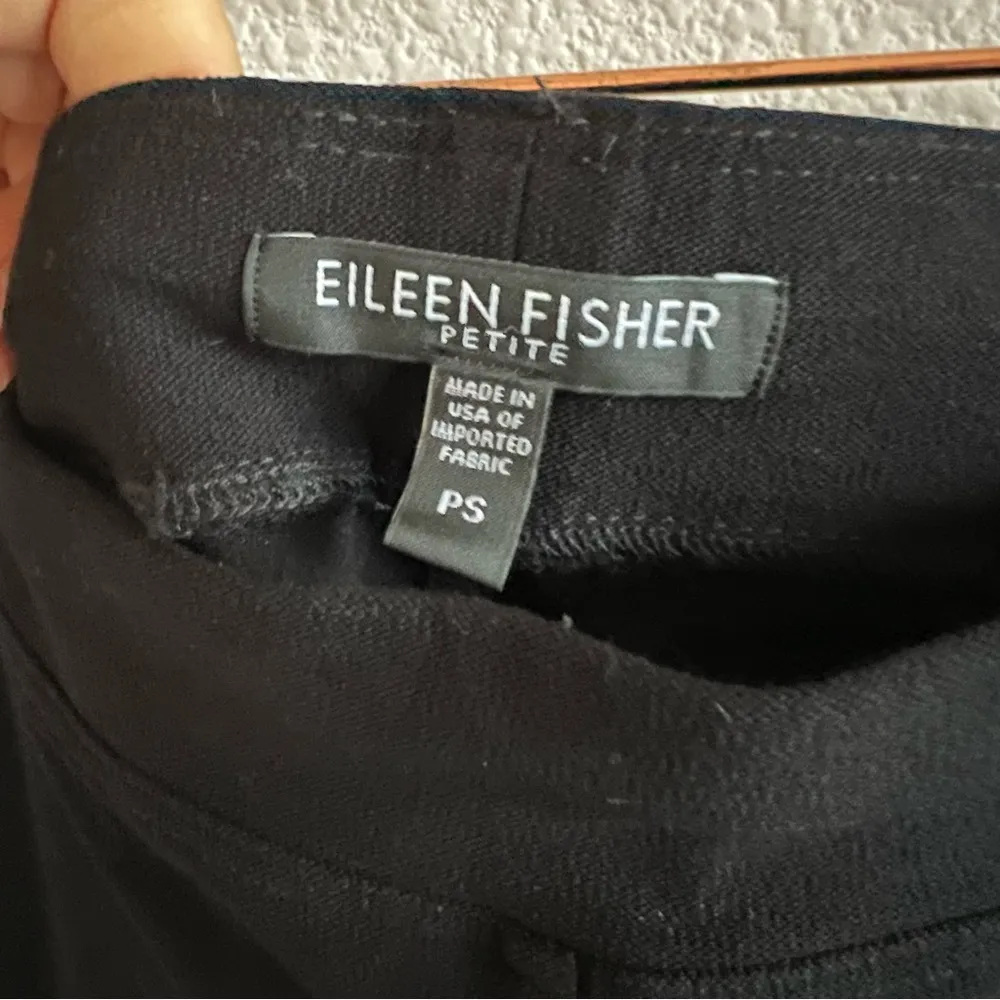 EILEEN FISHER
PETITE
MADE IN
USA OF
IMPORTED
FABRIC
PS